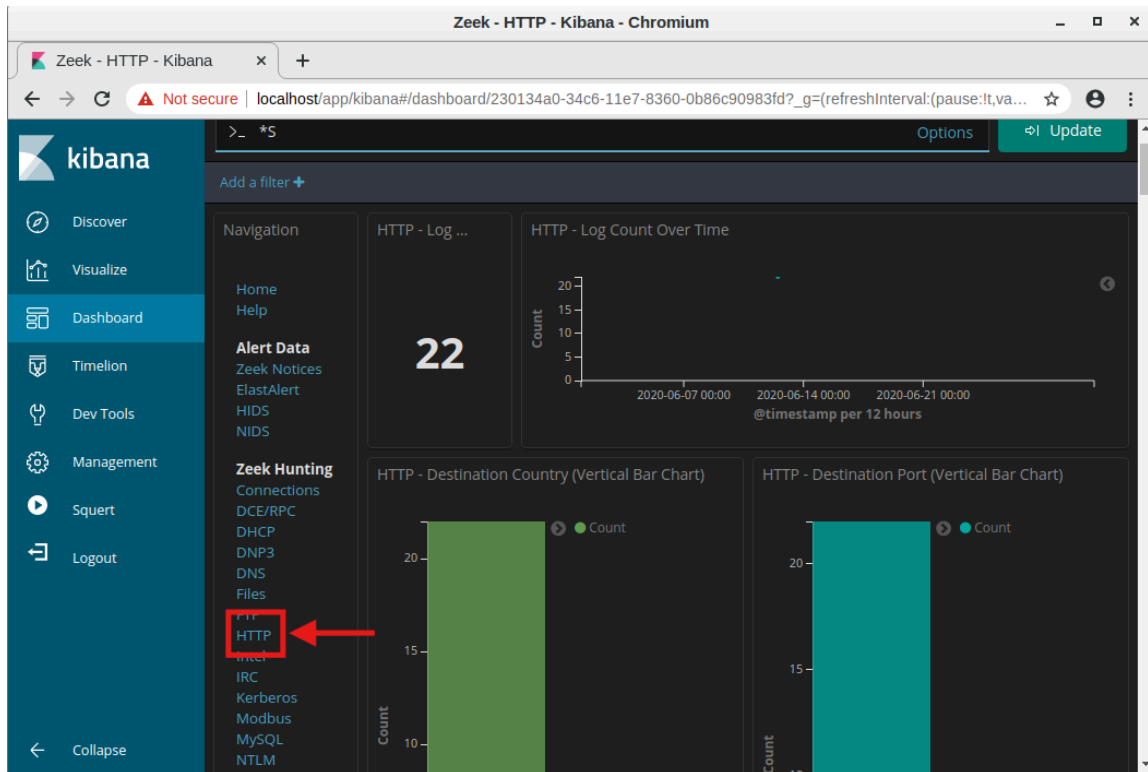 Zeek - HTTP - Kibana - Chromium
Zeek - HTTP - Kibana
Not secure | localhost/app/kibana#/dashboard/230134a0-34c6-11e7-8360-0b86c90983fd?_g=(refreshInterval:(pause:!t,va...
kibana
Discover
Visualize
Dashboard
Timelion
Dev Tools
Management
Squert
Logout
Collapse
>_ *S
Options
Update
Add a filter +
Navigation
Home
Help
Alert Data
Zeek Notices
ElastAlert
HIDS
NIDS
Zeek Hunting
Connections
DCE/RPC
DHCP
DNP3
DNS
Files
FTP
HTTP
Intel
IRC
Kerberos
Modbus
MySQL
NTLM
HTTP - Log ...
22
HTTP - Log Count Over Time
Count
20
15
10
5
0
2020-06-07 00:00 2020-06-14 00:00 2020-06-21 00:00
@timestamp per 12 hours
HTTP - Destination Country (Vertical Bar Chart)
Count
20
15
10
Count
HTTP - Destination Port (Vertical Bar Chart)
Count
20
15
10
Count